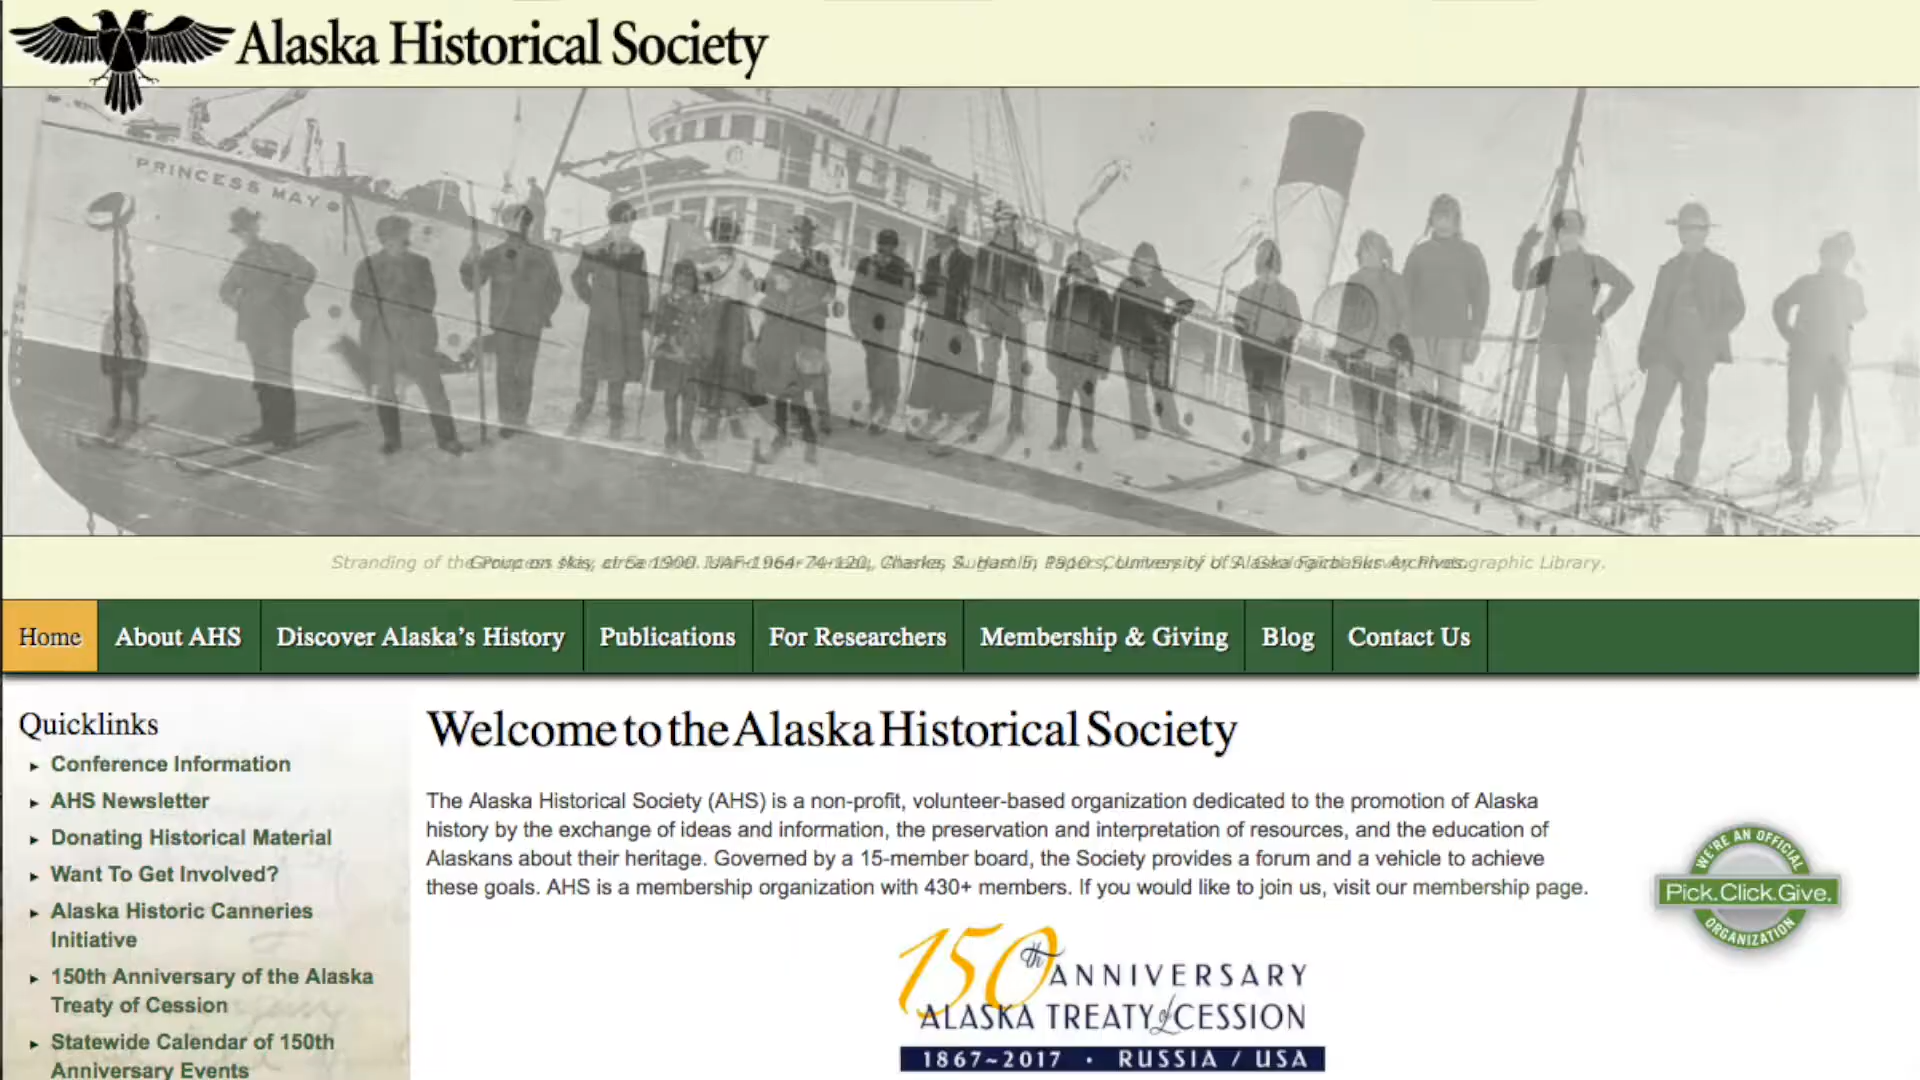 Alaska Historical Society
PRINCESS MAY
Home
About AHS
Discover Alaska's History
Publications
For Researchers
Membership & Giving
Blog
Contact Us
Quicklinks
Conference Information
AHS Newsletter
Donating Historical Material
Want To Get Involved?
Alaska Historic Canneries
Initiative
150th Anniversary of the Alaska
Treaty of Cession
Statewide Calendar of 150th
Anniversary Events
Welcome to the Alaska Historical Society
The Alaska Historical Society (AHS) is a non-profit, volunteer-based organization dedicated to the promotion of Alaska
history by the exchange of ideas and information, the preservation and interpretation of resources, and the education of
Alaskans about their heritage. Governed by a 15-member board, the Society provides a forum and a vehicle to achieve
these goals. AHS is a membership organization with 430+ members. If you would like to join us, visit our membership page.
WE'RE AN OFFICIAL
Pick.Click.Give.
ORGANIZATION
150th ANNIVERSARY
ALASKA TREATY of CESSION
1867~2017 • RUSSIA / USA